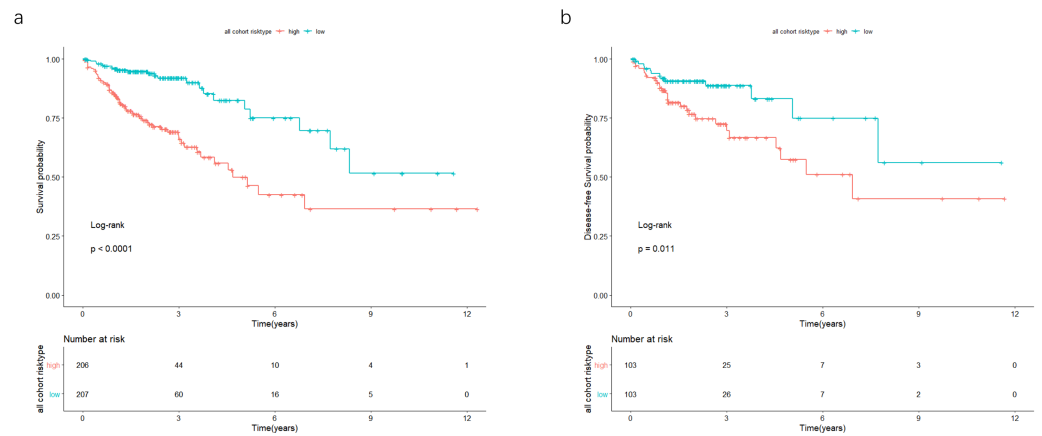 a
all cohort risktype high low
1.00
0.75
0.50
0.25
0.00
Survival probability
Log-rank
p < 0.0001
0 3 6 9 12
Time(years)
Number at risk
all cohort risktype
high 206 44 10 4 1
low 207 60 16 5 0
0 3 6 9 12
Time(years)
b
all cohort risktype high low
1.00
0.75
0.50
0.25
0.00
Disease-free Survival probability
Log-rank
p = 0.011
0 3 6 9 12
Time(years)
Number at risk
all cohort risktype
high 103 25 7 3 0
low 103 26 7 2 0
0 3 6 9 12
Time(years)